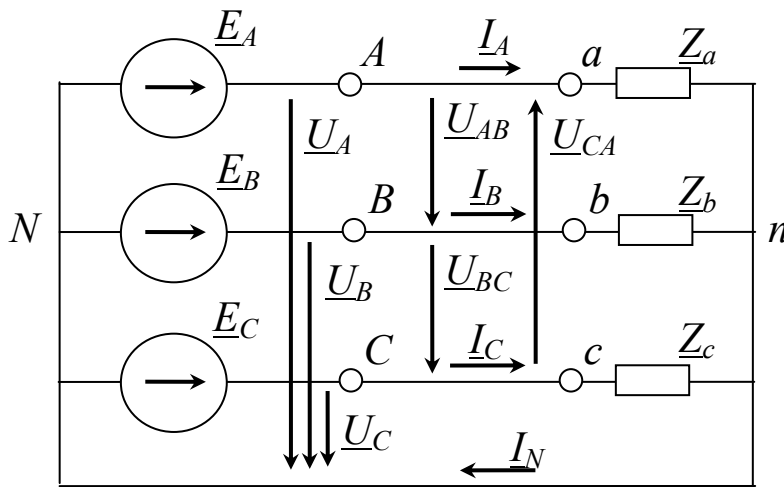 E_A A I_A a Z_a
U_A U_AB U_CA
E_B B I_B b Z_b
N n
U_B U_BC
E_C C I_C c Z_c
U_C I_N